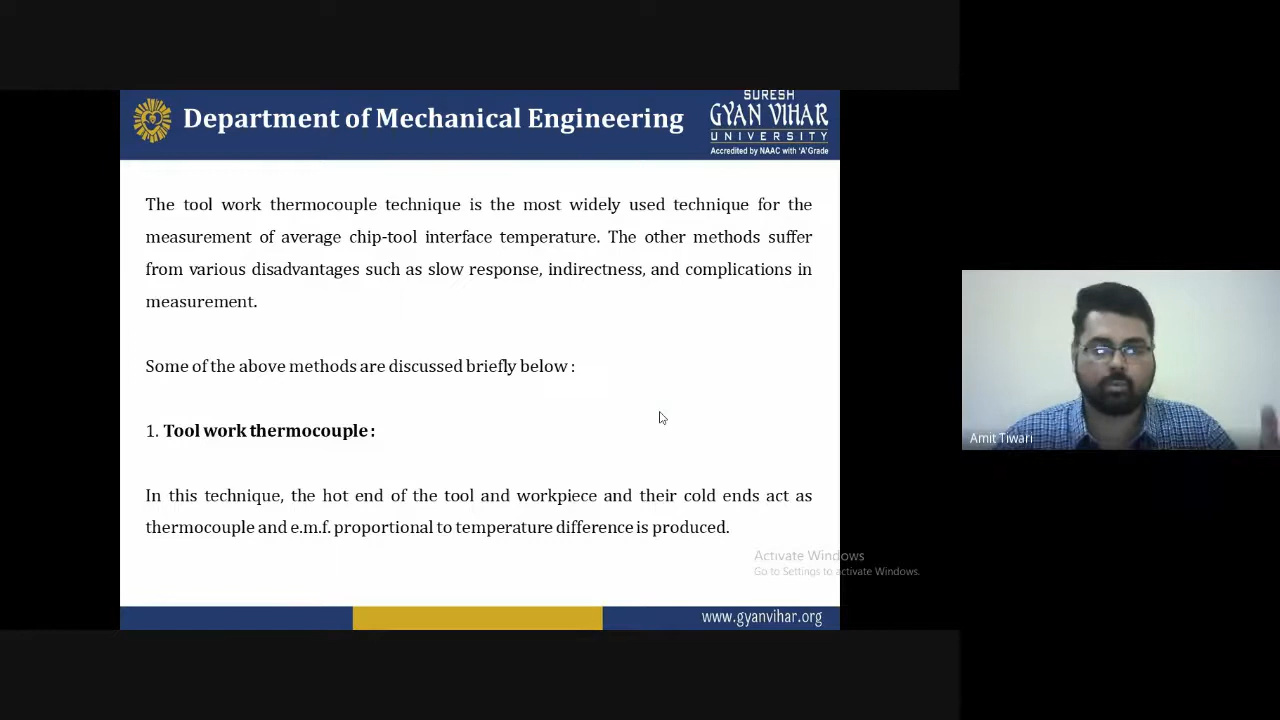 Department of Mechanical Engineering
SURESH
GYAN VIHAR
UNIVERSITY
Accredited by NAAC with 'A' Grade
The tool work thermocouple technique is the most widely used technique for the
measurement of average chip-tool interface temperature. The other methods suffer
from various disadvantages such as slow response, indirectness, and complications in
measurement.
Some of the above methods are discussed briefly below :
1. Tool work thermocouple :
In this technique, the hot end of the tool and workpiece and their cold ends act as
thermocouple and e.m.f. proportional to temperature difference is produced.
Amit Tiwari
Activate Windows
Go to Settings to activate Windows.
www.gyanvihar.org